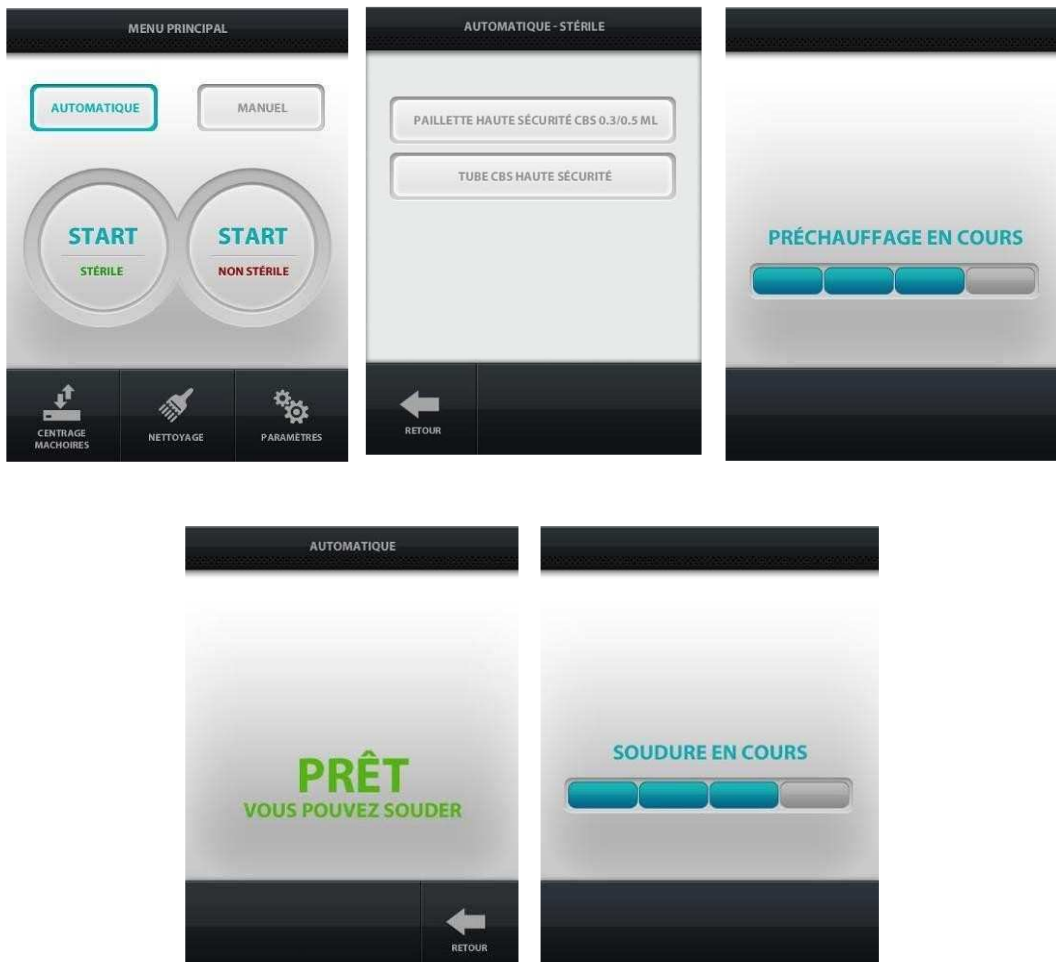 MENU PRINCIPAL
AUTOMATIQUE
MANUEL
START
STÉRILE
START
NON STÉRILE
CENTRAGE
MACHOIRES
NETTOYAGE
PARAMÈTRES
AUTOMATIQUE - STÉRILE
PAILLETTE HAUTE SÉCURITÉ CBS 0.3/0.5 ML
TUBE CBS HAUTE SÉCURITÉ
RETOUR
PRÉCHAUFFAGE EN COURS
AUTOMATIQUE
PRÊT
VOUS POUVEZ SOUDER
RETOUR
SOUDURE EN COURS